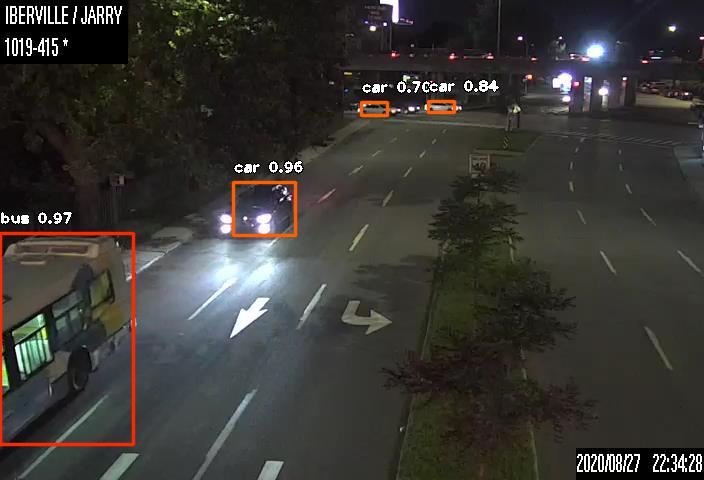 IBERVILLE / JARRY
1019-415 *
car 0.70
car 0.84
car 0.96
bus 0.97
2020/08/27 22:34:28